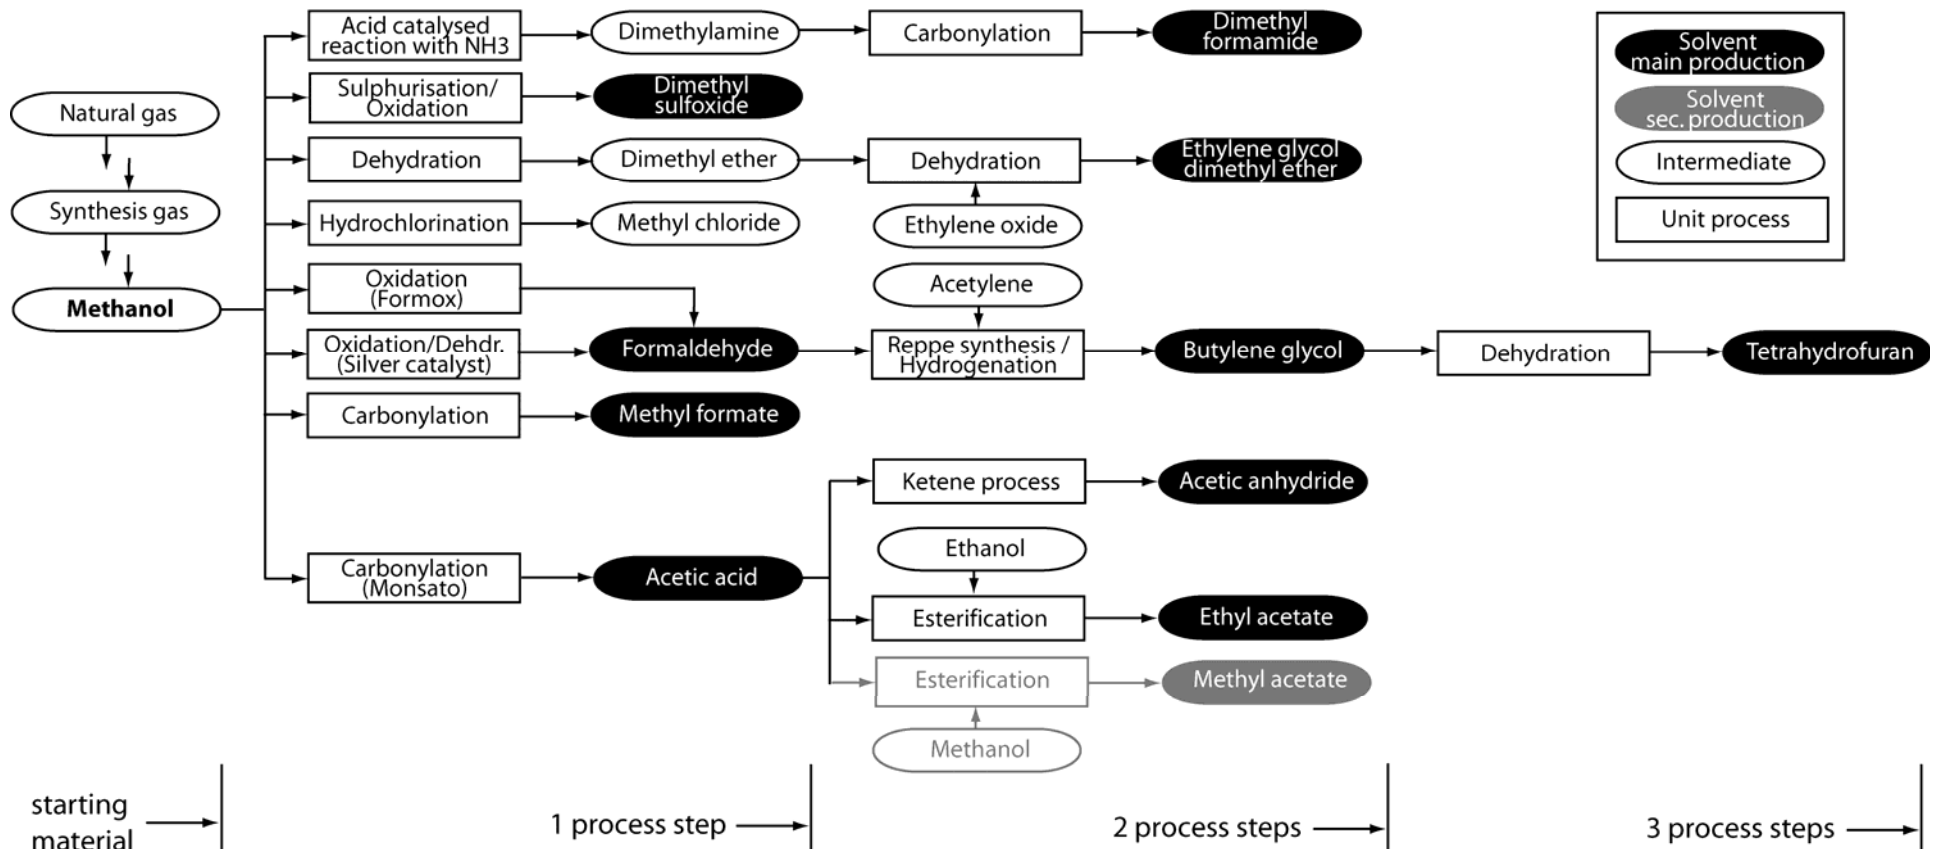 Acid catalysed
reaction with NH3
Dimethylamine
Carbonylation
Dimethyl
formamide
Solvent
main production
Solvent
sec. production
Intermediate
Unit process
Natural gas
Synthesis gas
Methanol
Sulphurisation/
Oxidation
Dimethyl
sulfoxide
Dehydration
Dimethyl ether
Dehydration
Ethylene glycol
dimethyl ether
Hydrochlorination
Methyl chloride
Ethylene oxide
Oxidation
(Formox)
Acetylene
Oxidation/Dehdr.
(Silver catalyst)
Formaldehyde
Reppe synthesis /
Hydrogenation
Butylene glycol
Dehydration
Tetrahydrofuran
Carbonylation
Methyl formate
Ketene process
Acetic anhydride
Ethanol
Carbonylation
(Monsato)
Acetic acid
Esterification
Ethyl acetate
Esterification
Methyl acetate
Methanol
starting
material
1 process step
2 process steps
3 process steps